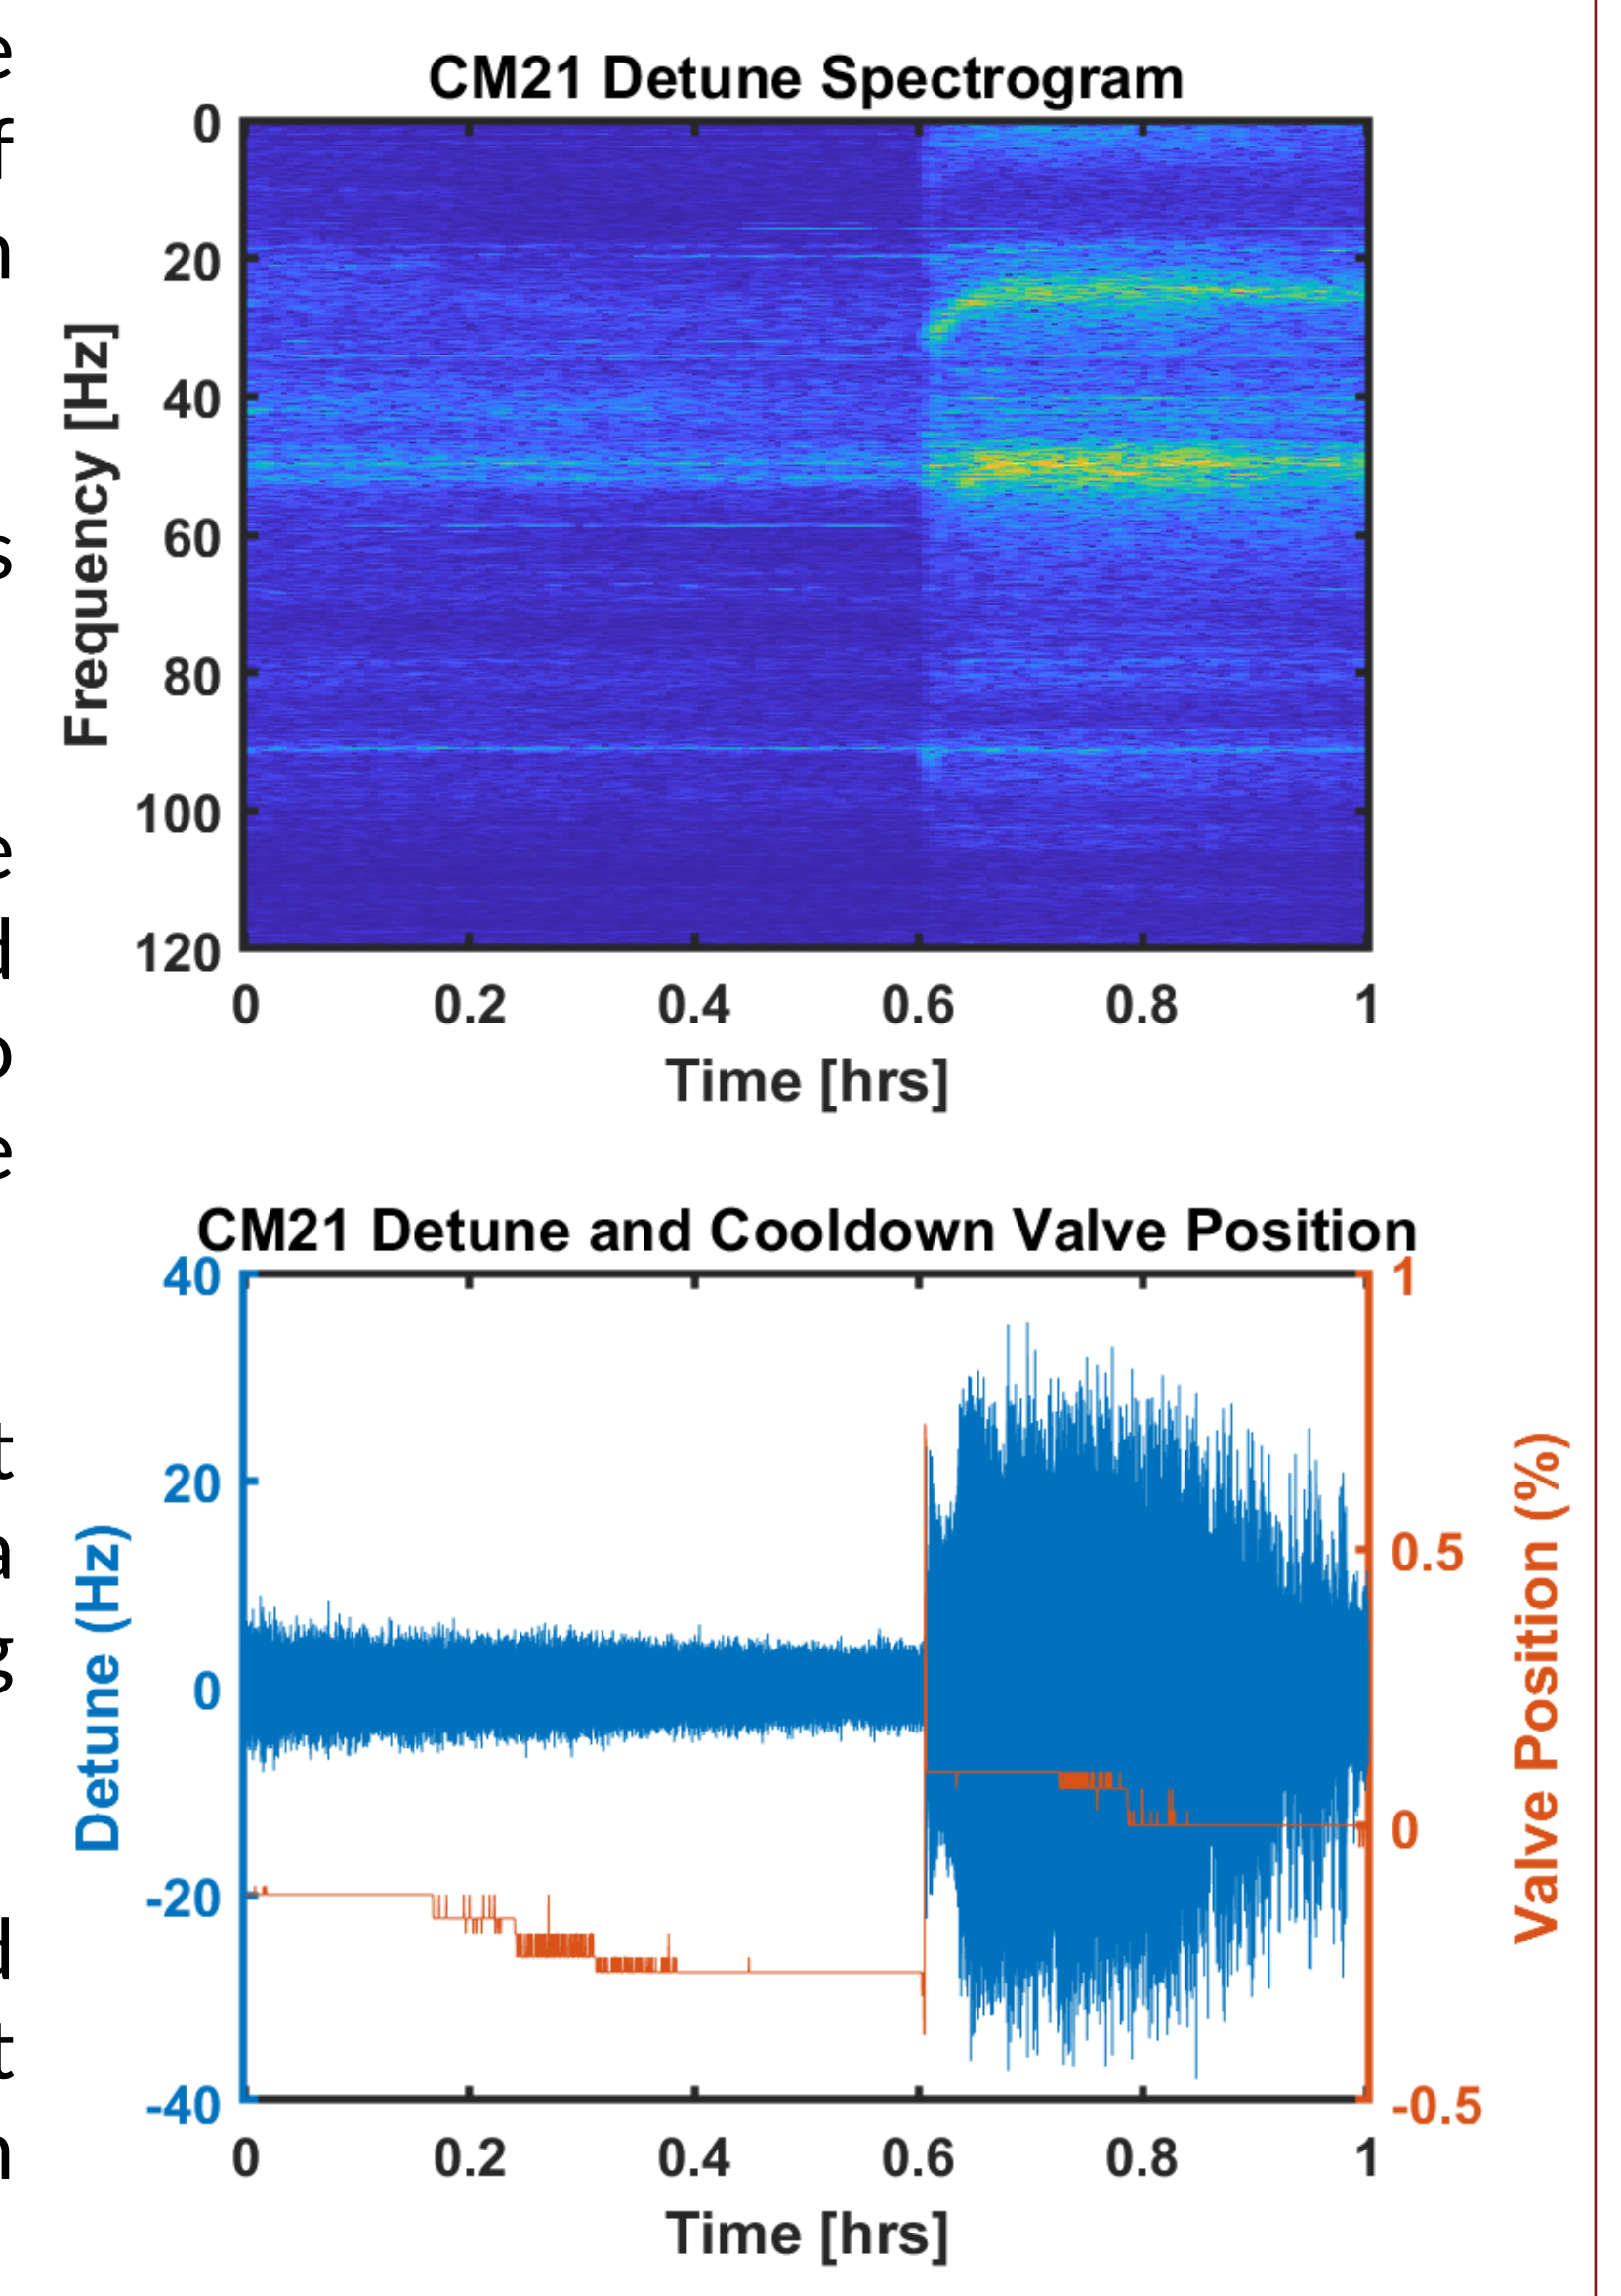 CM21 Detune Spectrogram
0
20
40
60
80
100
120
Frequency [Hz]
0 0.2 0.4 0.6 0.8 1
Time [hrs]
CM21 Detune and Cooldown Valve Position
40
20
0
-20
-40
Detune (Hz)
1
0.5
0
-0.5
Valve Position (%)
0 0.2 0.4 0.6 0.8 1
Time [hrs]